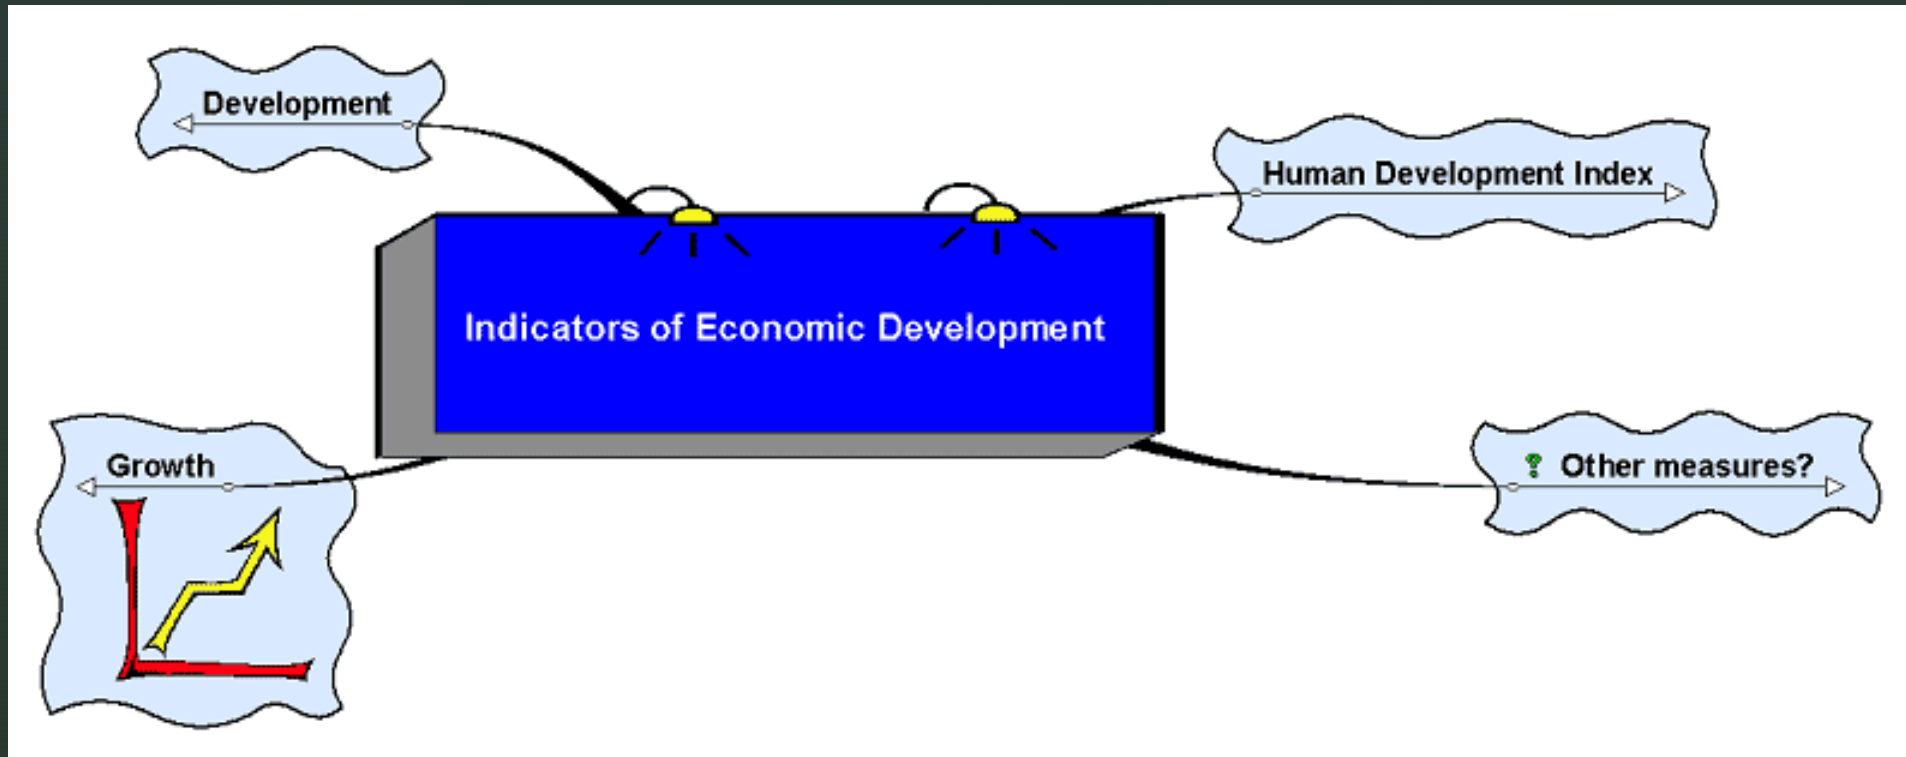 Development
Human Development Index
Indicators of Economic Development
Growth
? Other measures?